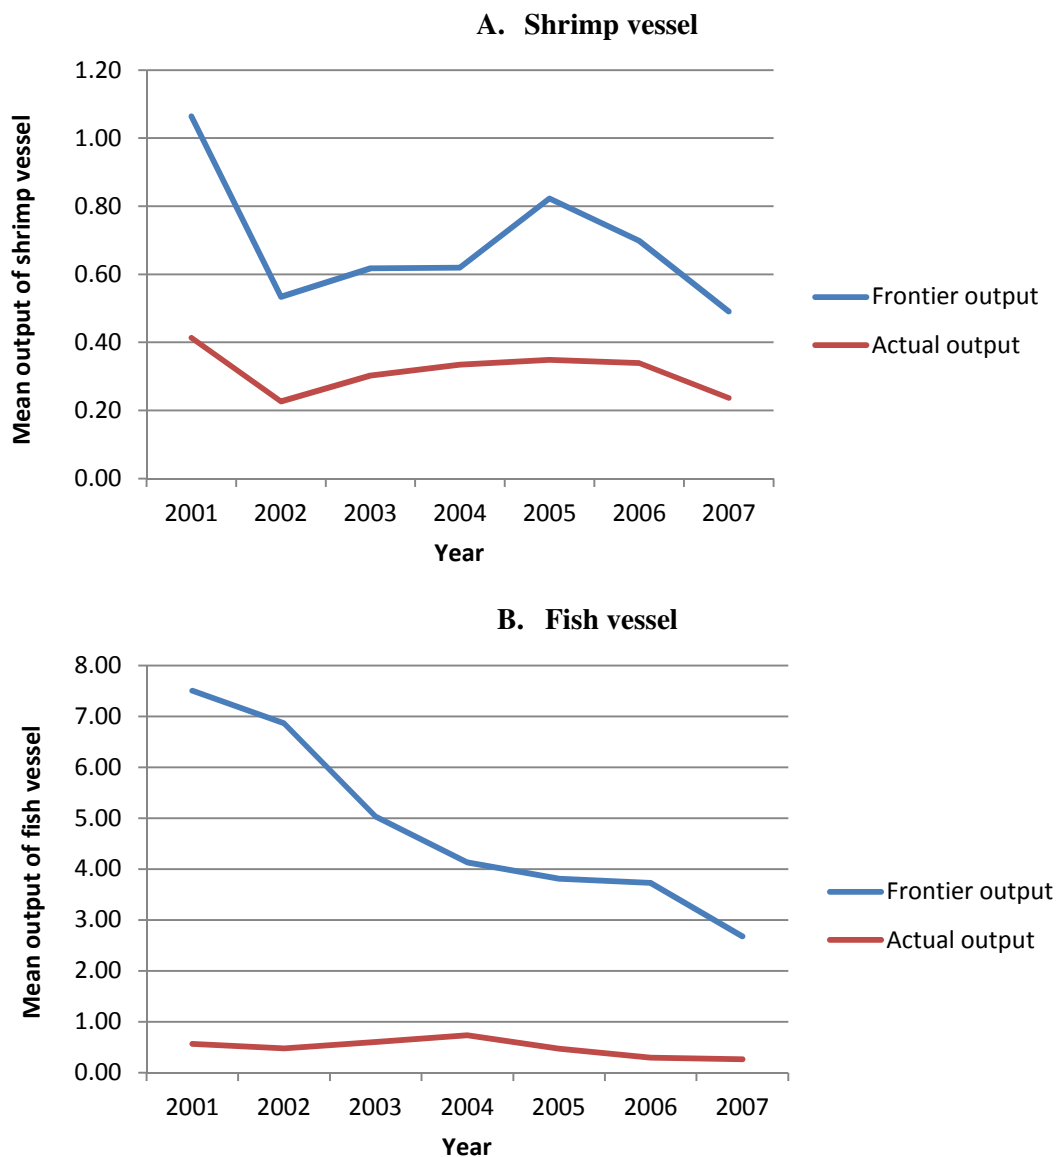 A. Shrimp vessel
Mean output of shrimp vessel
1.20
1.00
0.80
0.60
0.40
0.20
0.00
2001 2002 2003 2004 2005 2006 2007
Year
Frontier output
Actual output
B. Fish vessel
Mean output of fish vessel
8.00
7.00
6.00
5.00
4.00
3.00
2.00
1.00
0.00
2001 2002 2003 2004 2005 2006 2007
Year
Frontier output
Actual output